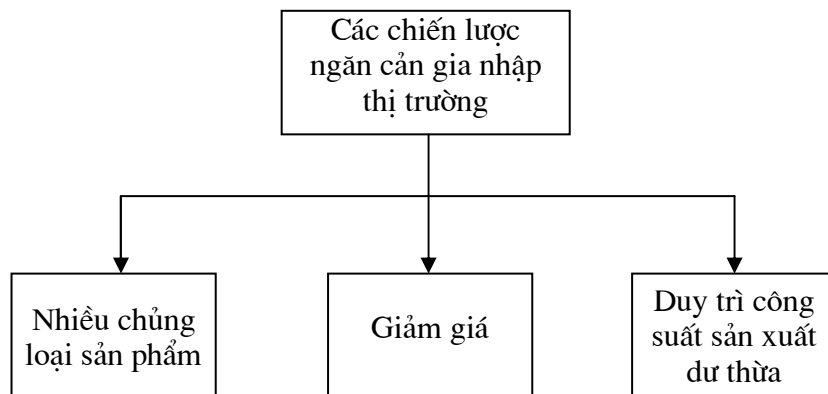 Các chiến lược
ngăn cản gia nhập
thị trường
Nhiều chủng
loại sản phẩm
Giảm giá
Duy trì công
suất sản xuất
dư thừa